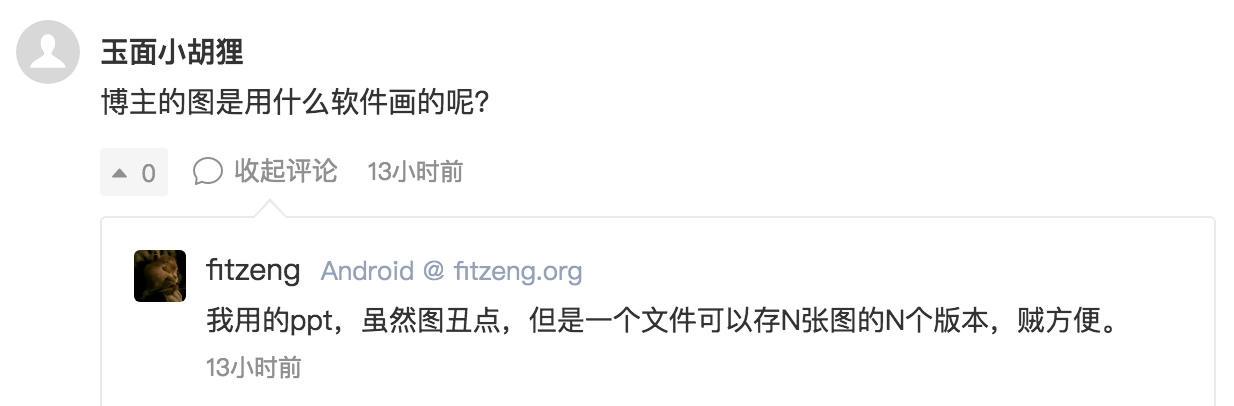 玉面小胡狸
博主的图是用什么软件画的呢?
0 收起评论 13小时前
fitzeng Android @ fitzeng.org
我用的ppt，虽然图丑点，但是一个文件可以存N张图的N个版本，贼方便。
13小时前